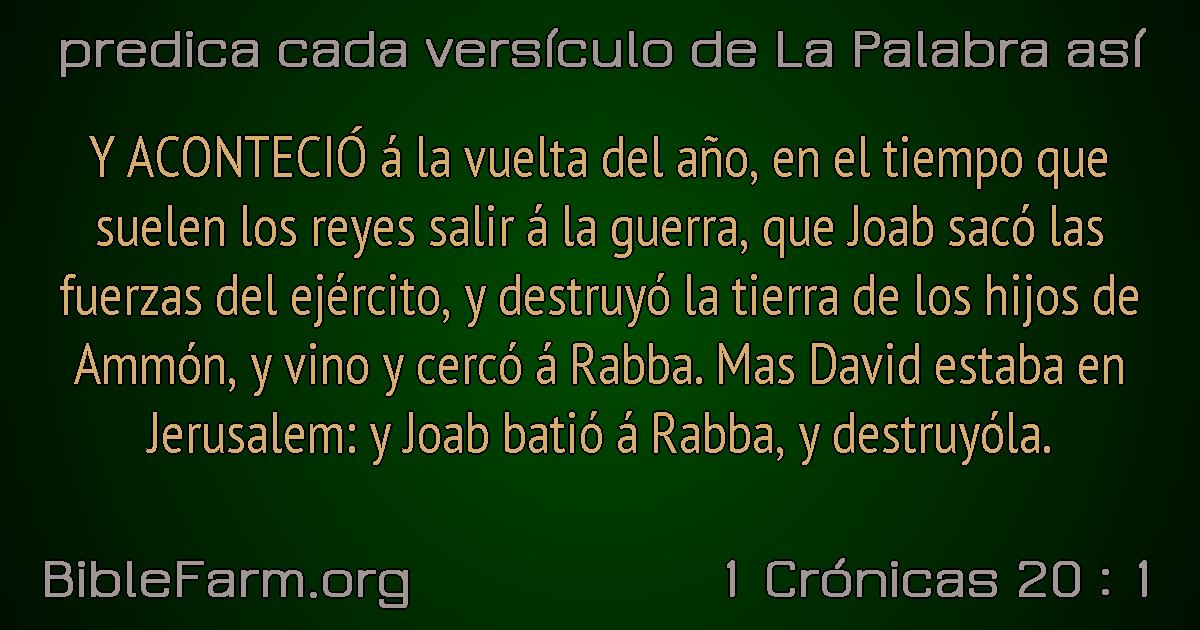 predica cada versículo de La Palabra así
Y ACONTECIÓ á la vuelta del año, en el tiempo que
suelen los reyes salir á la guerra, que Joab sacó las
fuerzas del ejército, y destruyó la tierra de los hijos de
Ammón, y vino y cercó á Rabba. Mas David estaba en
Jerusalem: y Joab batió á Rabba, y destruyóla.
BibleFarm.org
1 Crónicas 20 : 1